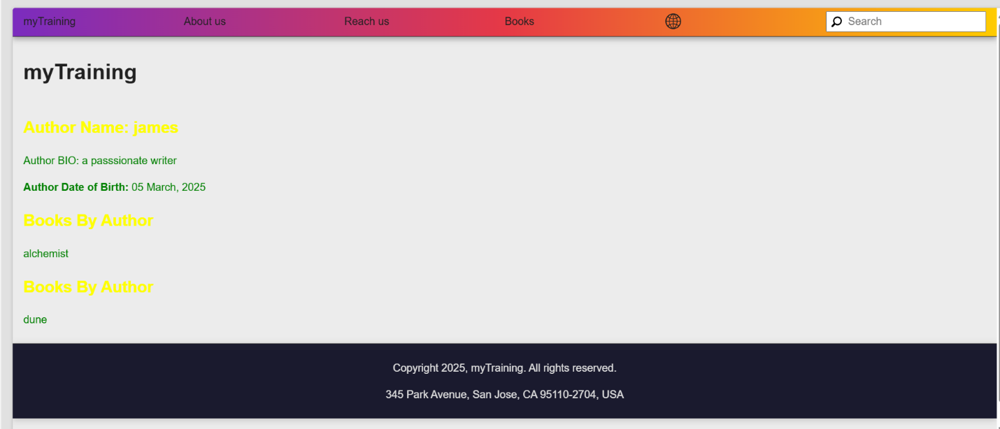 myTraining About us Reach us Books Search
myTraining
Author Name: james
Author BIO: a passsionate writer
Author Date of Birth: 05 March, 2025
Books By Author
alchemist
Books By Author
dune
Copyright 2025, myTraining. All rights reserved.
345 Park Avenue, San Jose, CA 95110-2704, USA